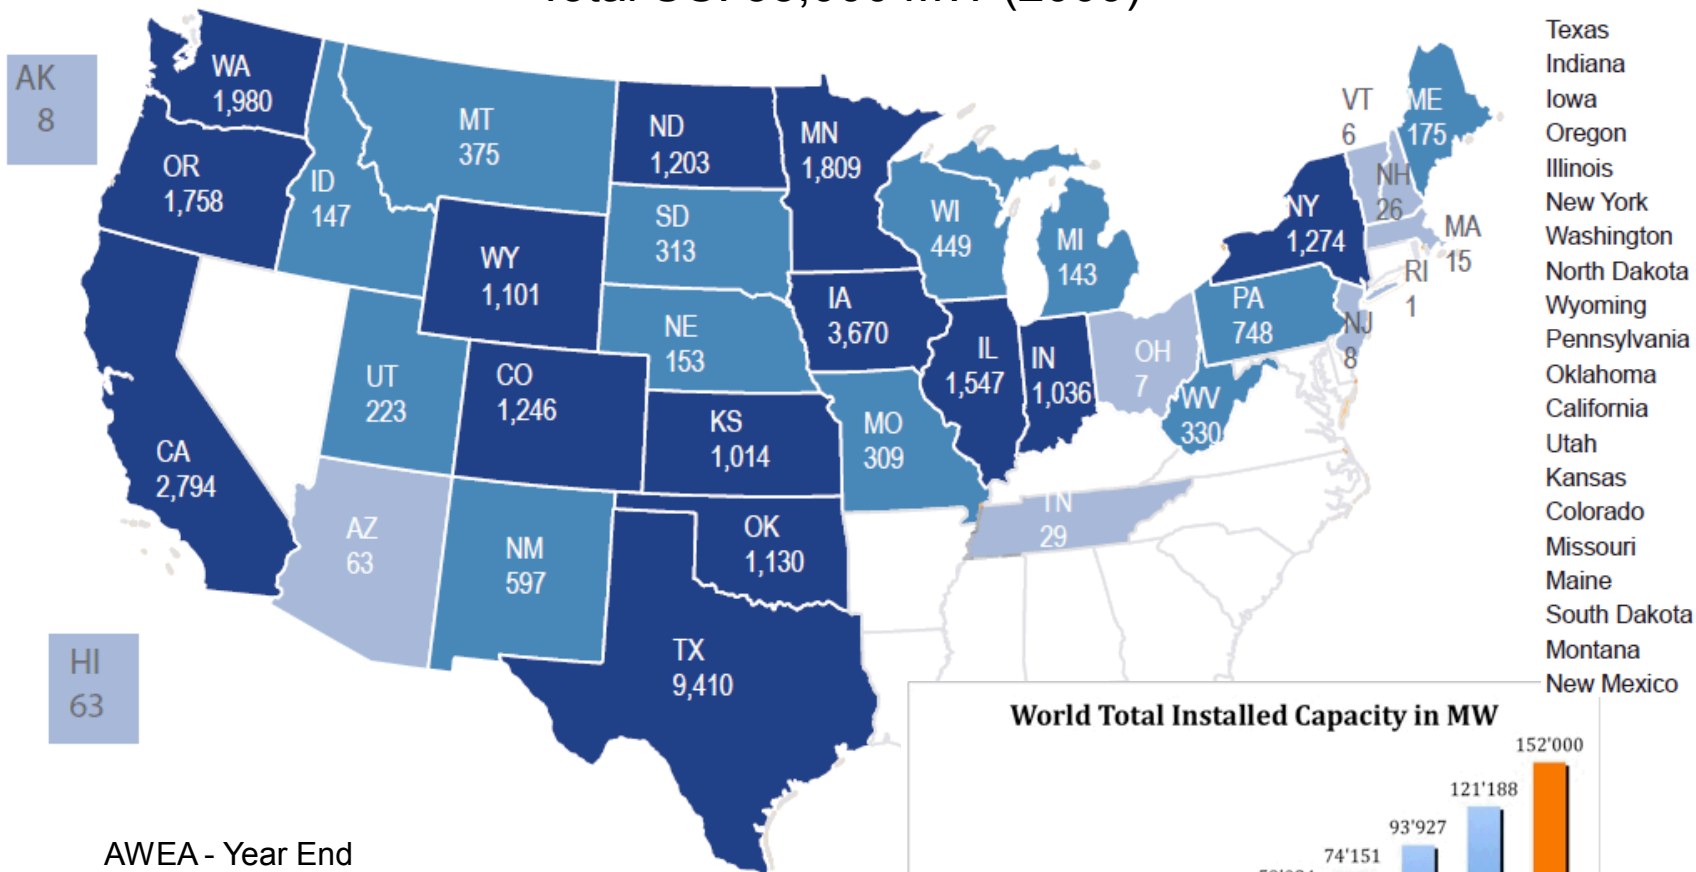 AK
8
WA
1,980
OR
1,758
ID
147
MT
375
ND
1,203
MN
1,809
SD
313
WY
1,101
WI
449
MI
143
VT
6
ME
175
NH
26
NY
1,274
MA
15
RI
1
PA
748
NJ
8
NE
153
IA
3,670
IL
1,547
IN
1,036
OH
7
WV
330
UT
223
CO
1,246
KS
1,014
MO
309
CA
2,794
AZ
63
NM
597
OK
1,130
TN
29
TX
9,410
HI
63
AWEA - Year End
Texas
Indiana
Iowa
Oregon
Illinois
New York
Washington
North Dakota
Wyoming
Pennsylvania
Oklahoma
California
Utah
Kansas
Colorado
Missouri
Maine
South Dakota
Montana
New Mexico
World Total Installed Capacity in MW
152'000
121'188
93'927
74'151